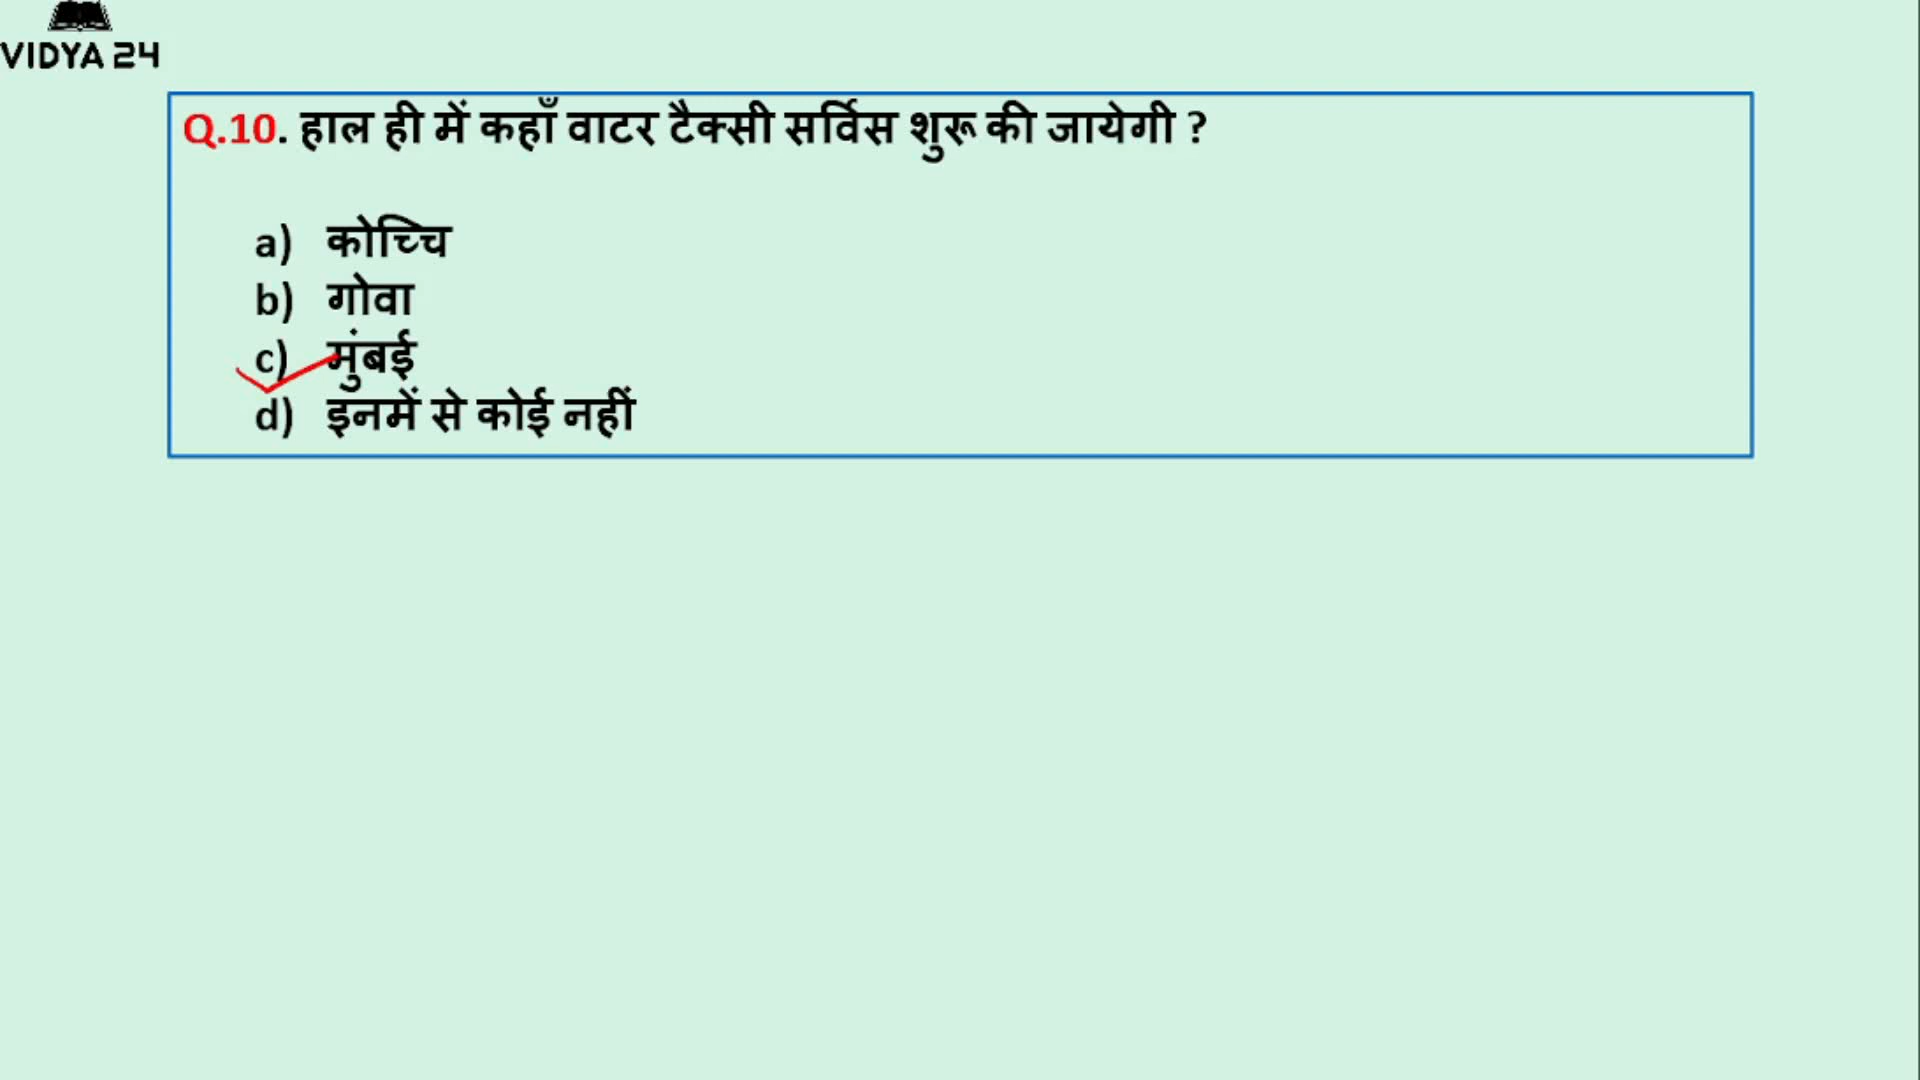 VIDYA 24
Q.10. हाल ही में कहाँ वाटर टैक्सी सर्विस शुरू की जायेगी ?
a) कोच्चि
b) गोवा
c) मुंबई
d) इनमें से कोई नहीं